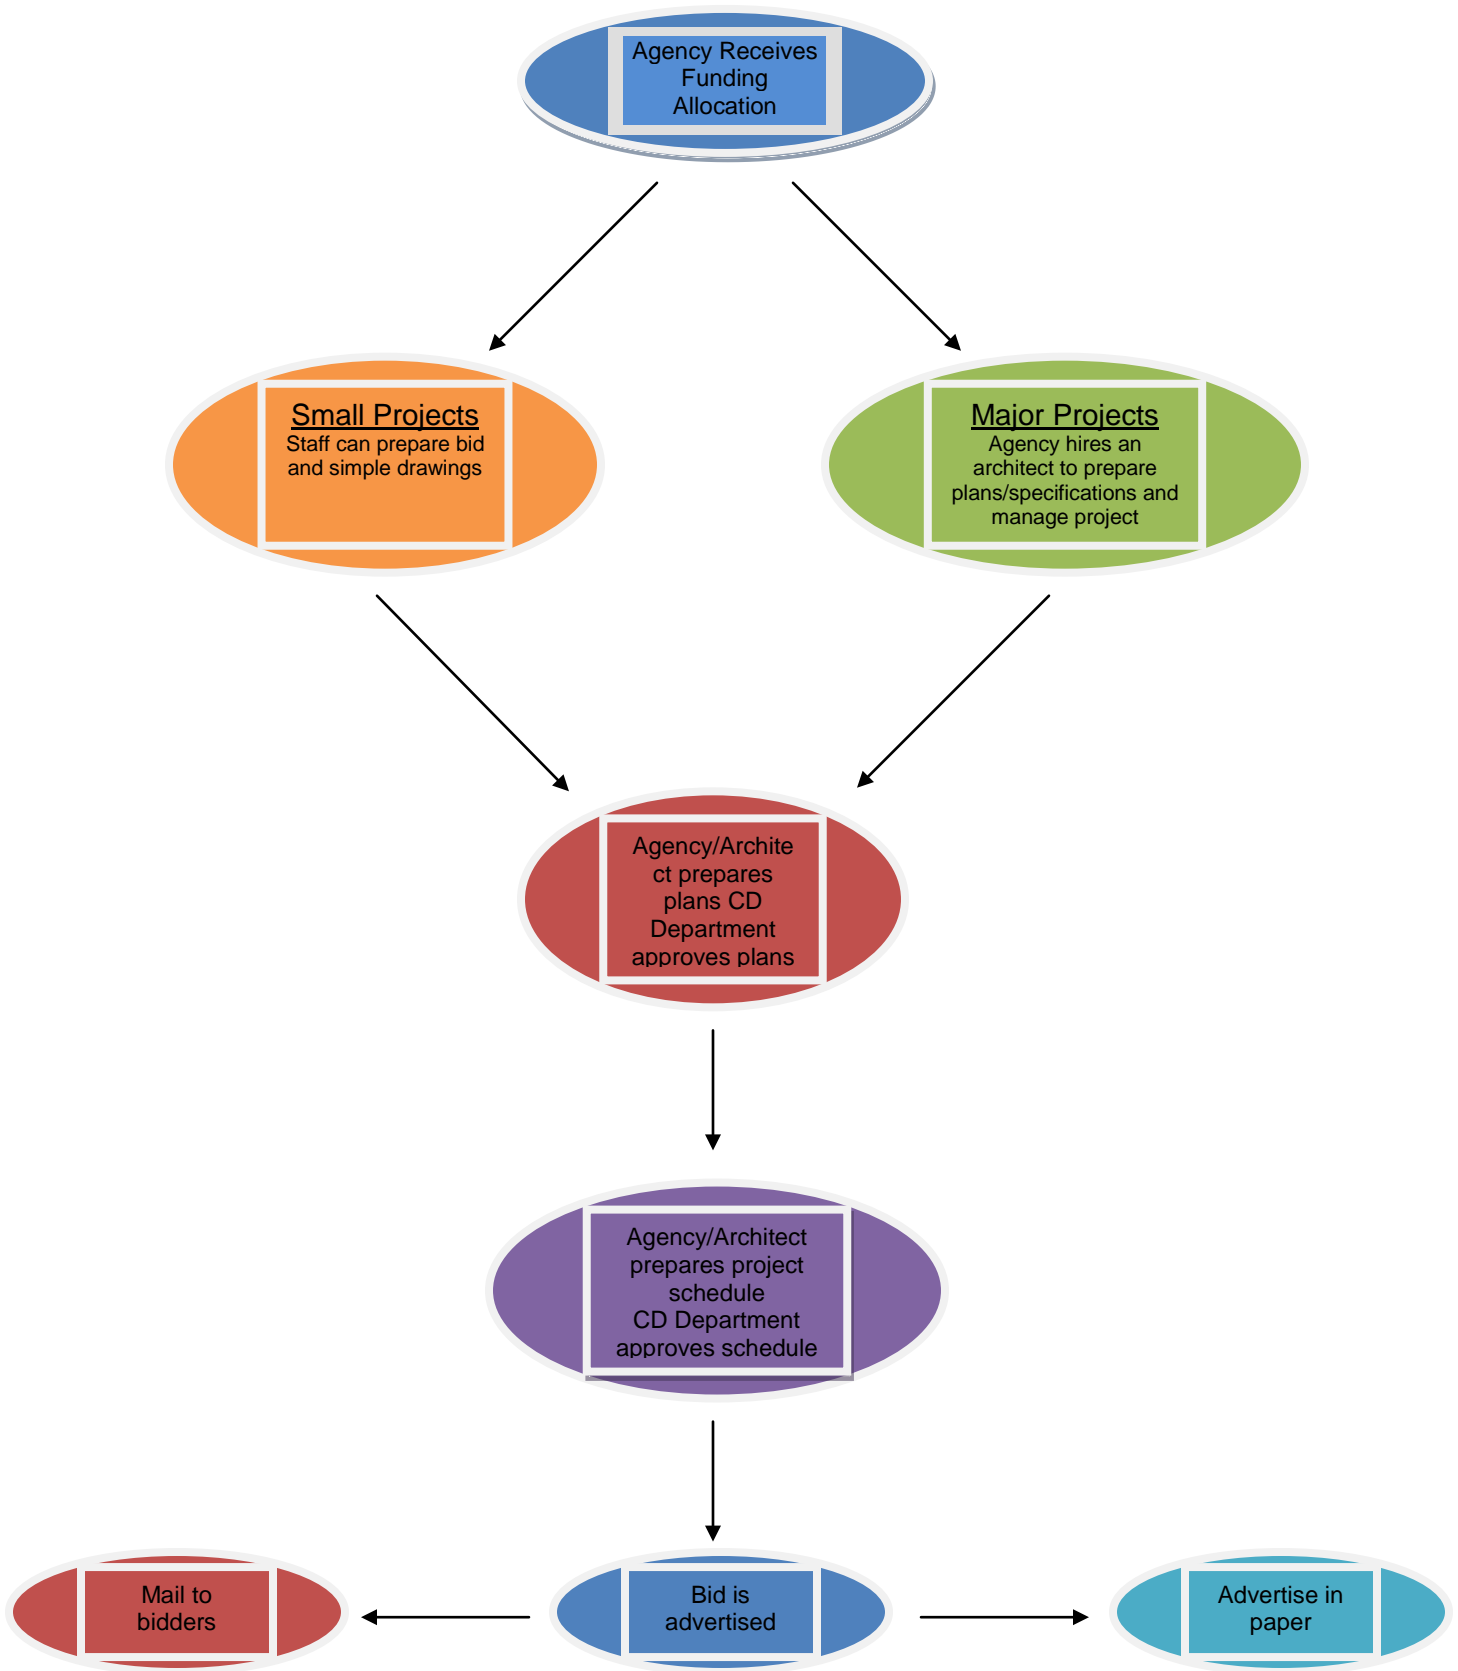 Agency Receives
Funding
Allocation
Small Projects
Staff can prepare bid
and simple drawings
Major Projects
Agency hires an
architect to prepare
plans/specifications and
manage project
Agency/Archite
ct prepares
plans CD
Department
approves plans
Agency/Architect
prepares project
schedule
CD Department
approves schedule
Mail to
bidders
Bid is
advertised
Advertise in
paper